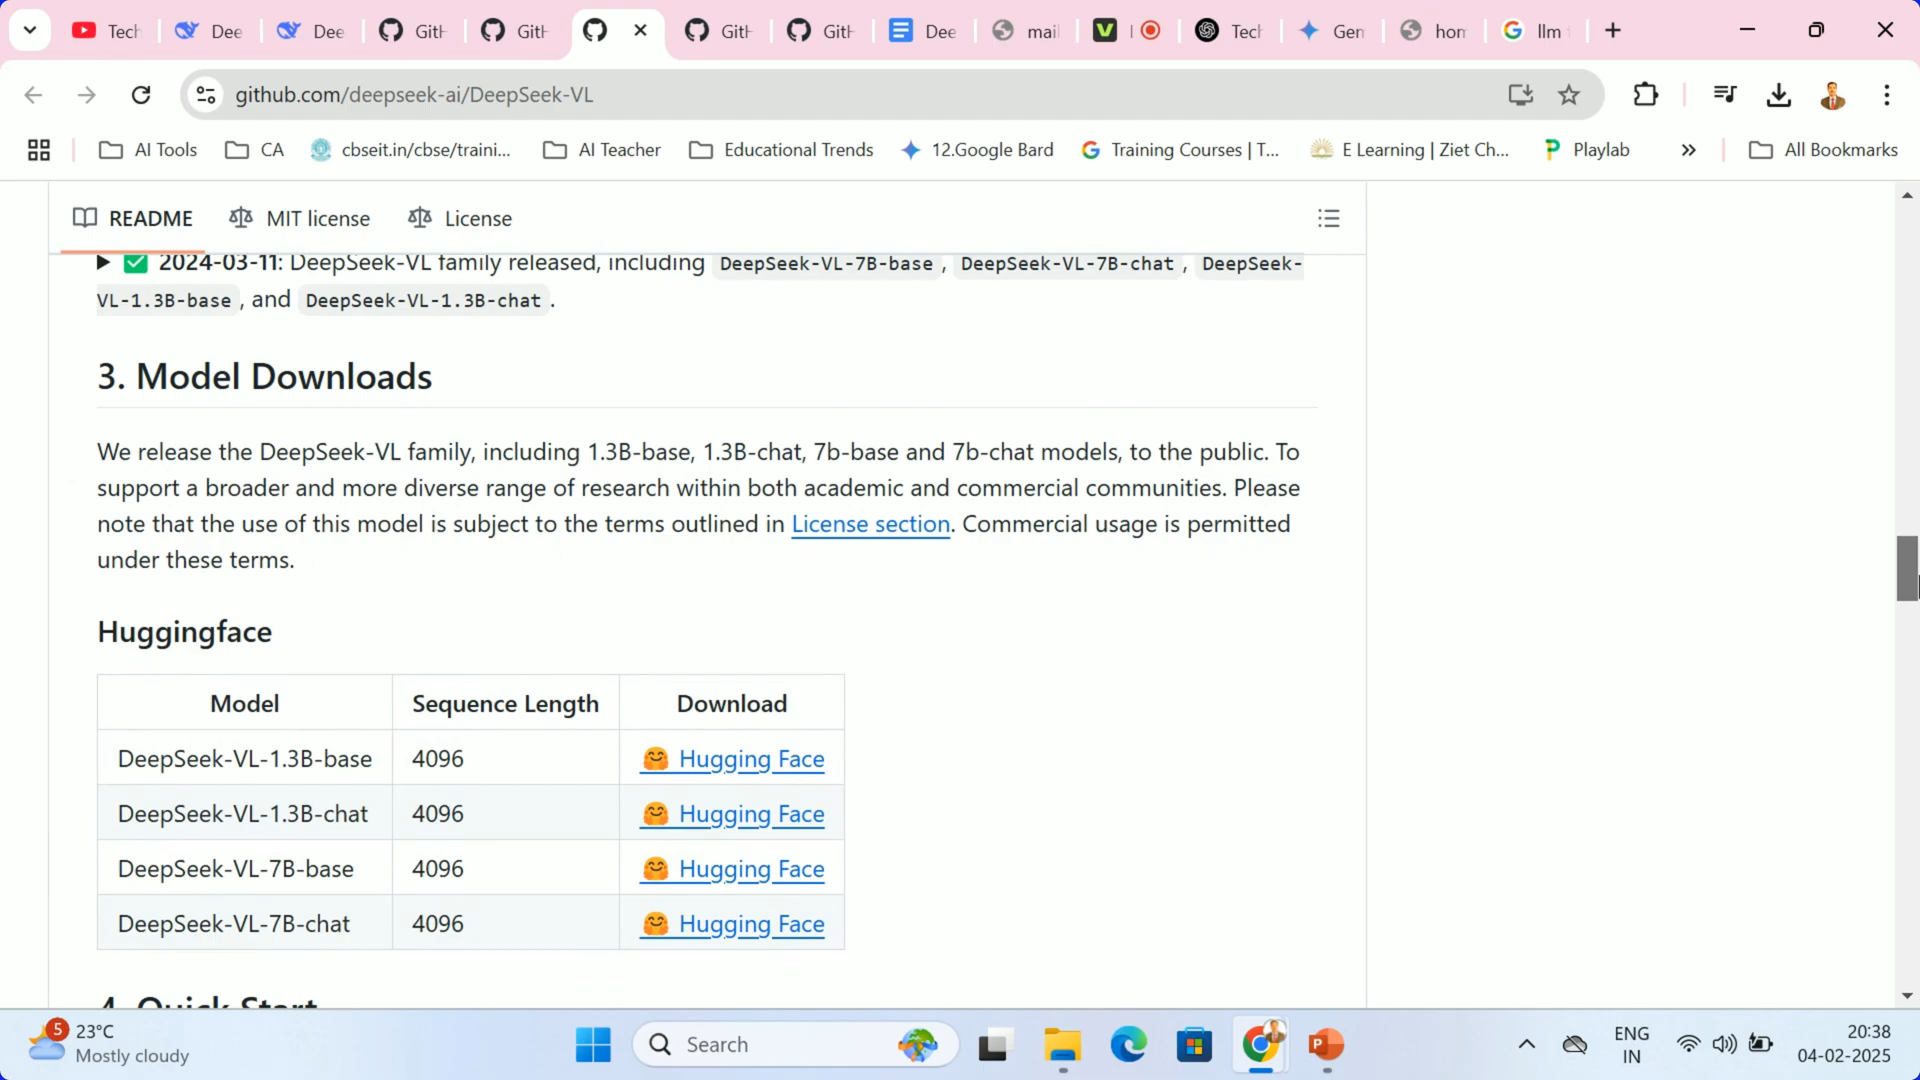 Tech
Dee
Dee
Gith
Gith
Gith
Gith
Dee
mai
Tech
Gem
hom
llm
github.com/deepseek-ai/DeepSeek-VL
AI Tools
CA
cbseit.in/cbse/traini...
AI Teacher
Educational Trends
12.Google Bard
Training Courses | T...
E Learning | Ziet Ch...
Playlab
»
All Bookmarks
README
MIT license
License
2024-03-11: DeepSeek-VL family released, including DeepSeek-VL-7B-base, DeepSeek-VL-7B-chat, DeepSeek-
VL-1.3B-base, and DeepSeek-VL-1.3B-chat.
3. Model Downloads
We release the DeepSeek-VL family, including 1.3B-base, 1.3B-chat, 7b-base and 7b-chat models, to the public. To
support a broader and more diverse range of research within both academic and commercial communities. Please
note that the use of this model is subject to the terms outlined in License section. Commercial usage is permitted
under these terms.
Huggingface
Model Sequence Length Download
DeepSeek-VL-1.3B-base 4096 🤗 Hugging Face
DeepSeek-VL-1.3B-chat 4096 🤗 Hugging Face
DeepSeek-VL-7B-base 4096 🤗 Hugging Face
DeepSeek-VL-7B-chat 4096 🤗 Hugging Face
4. Quick Start
5
23°C
Mostly cloudy
Search
ENG
IN
20:38
04-02-2025